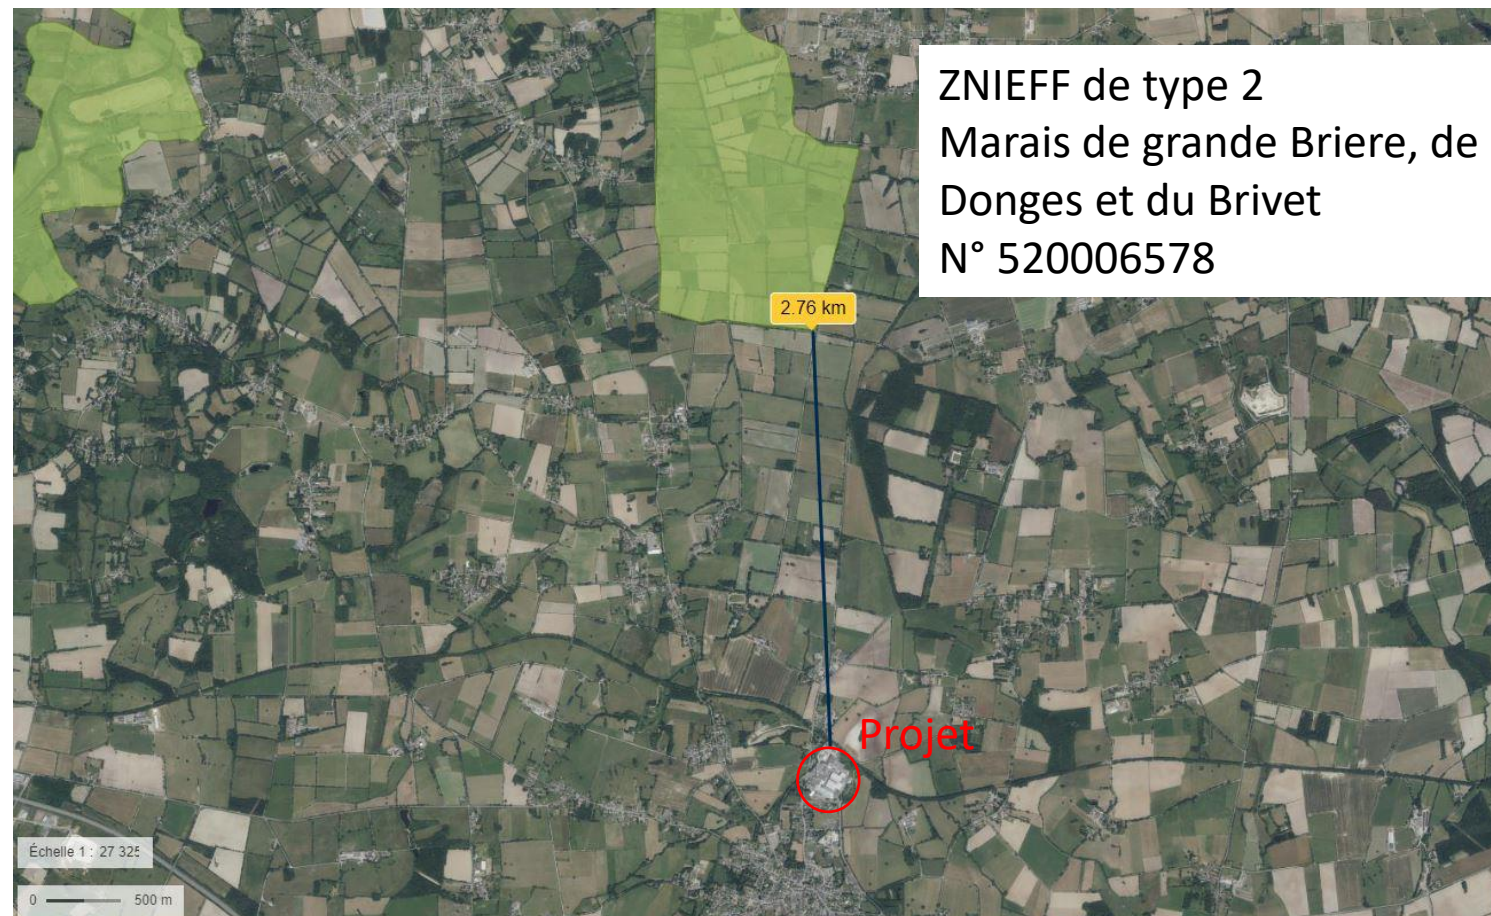 ZNIEFF de type 2
Marais de grande Briere, de
Donges et du Brivet
N° 520006578
2.76 km
Projet
Échelle 1 : 27 325
0 500 m